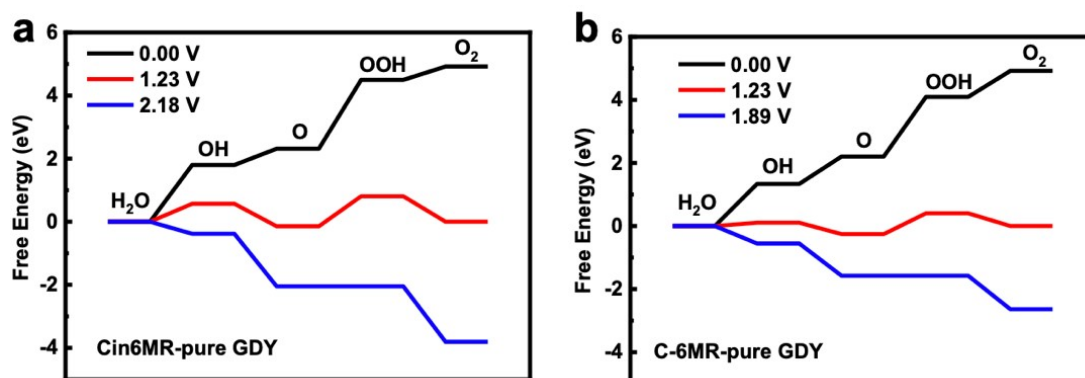 a
6
4
2
0
-2
-4
Free Energy (eV)
0.00 V
1.23 V
2.18 V
H₂O
OH
O
OOH
O₂
Cin6MR-pure GDY
b
6
4
2
0
-2
-4
Free Energy (eV)
0.00 V
1.23 V
1.89 V
H₂O
OH
O
OOH
O₂
C-6MR-pure GDY